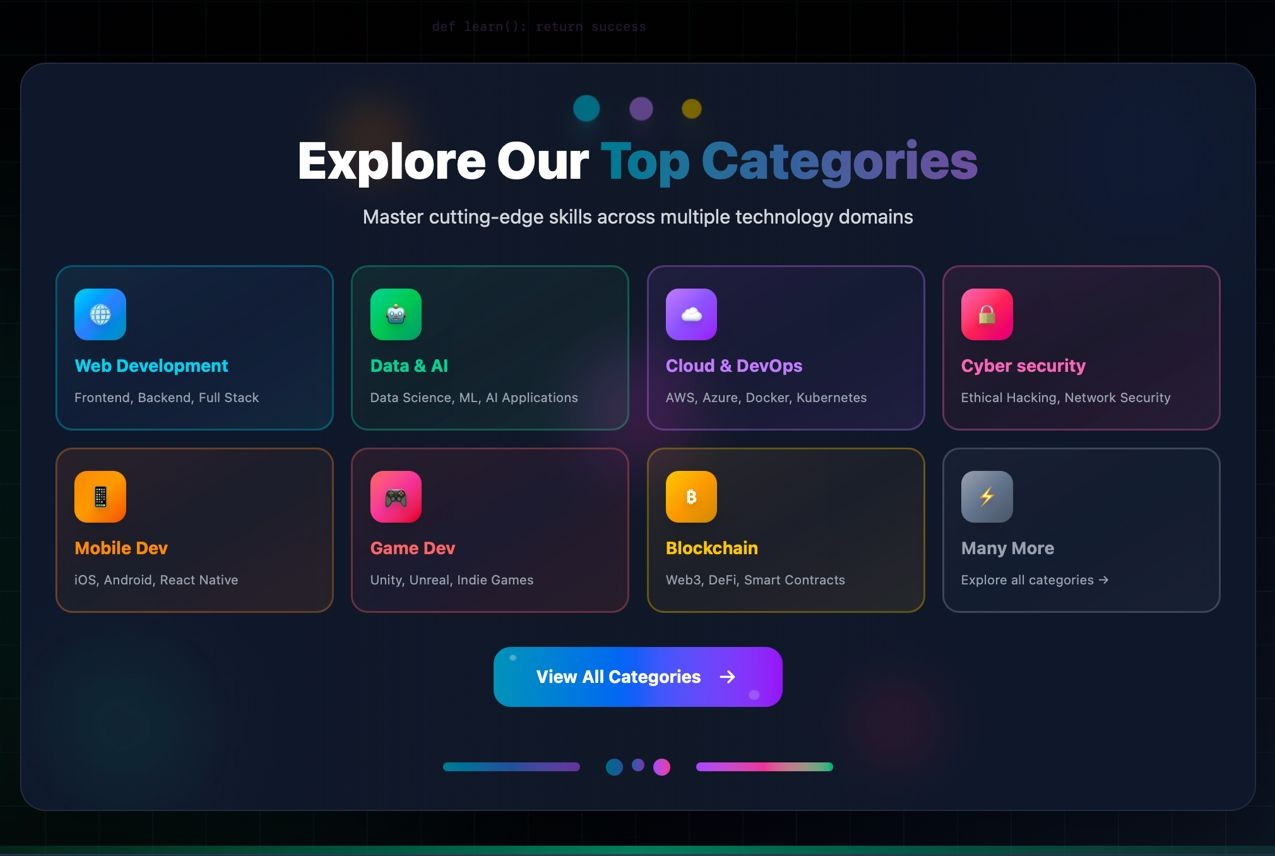 def learn(): return success
Explore Our Top Categories
Master cutting-edge skills across multiple technology domains
Web Development
Frontend, Backend, Full Stack
Data & AI
Data Science, ML, AI Applications
Cloud & DevOps
AWS, Azure, Docker, Kubernetes
Cyber security
Ethical Hacking, Network Security
Mobile Dev
iOS, Android, React Native
Game Dev
Unity, Unreal, Indie Games
₿
Blockchain
Web3, DeFi, Smart Contracts
Many More
Explore all categories →
View All Categories →